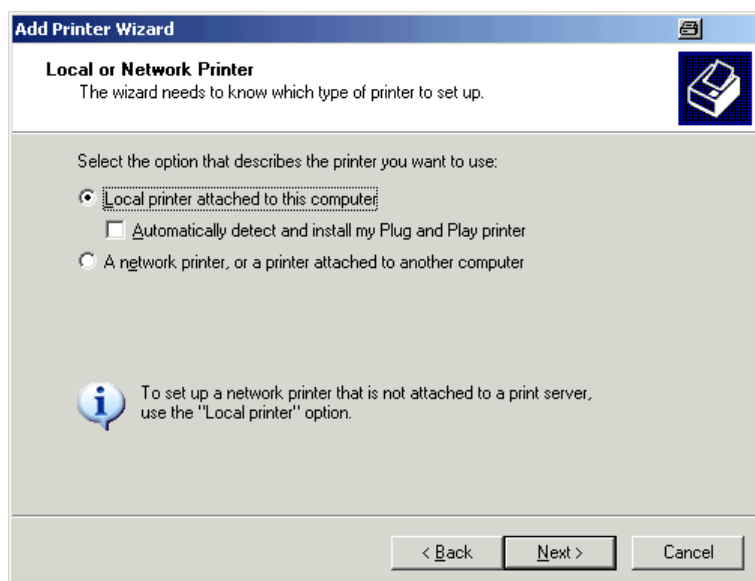 Add Printer Wizard
Local or Network Printer
The wizard needs to know which type of printer to set up.
Select the option that describes the printer you want to use:
Local printer attached to this computer
Automatically detect and install my Plug and Play printer
A network printer, or a printer attached to another computer
To set up a network printer that is not attached to a print server,
use the "Local printer" option.
< Back
Next >
Cancel